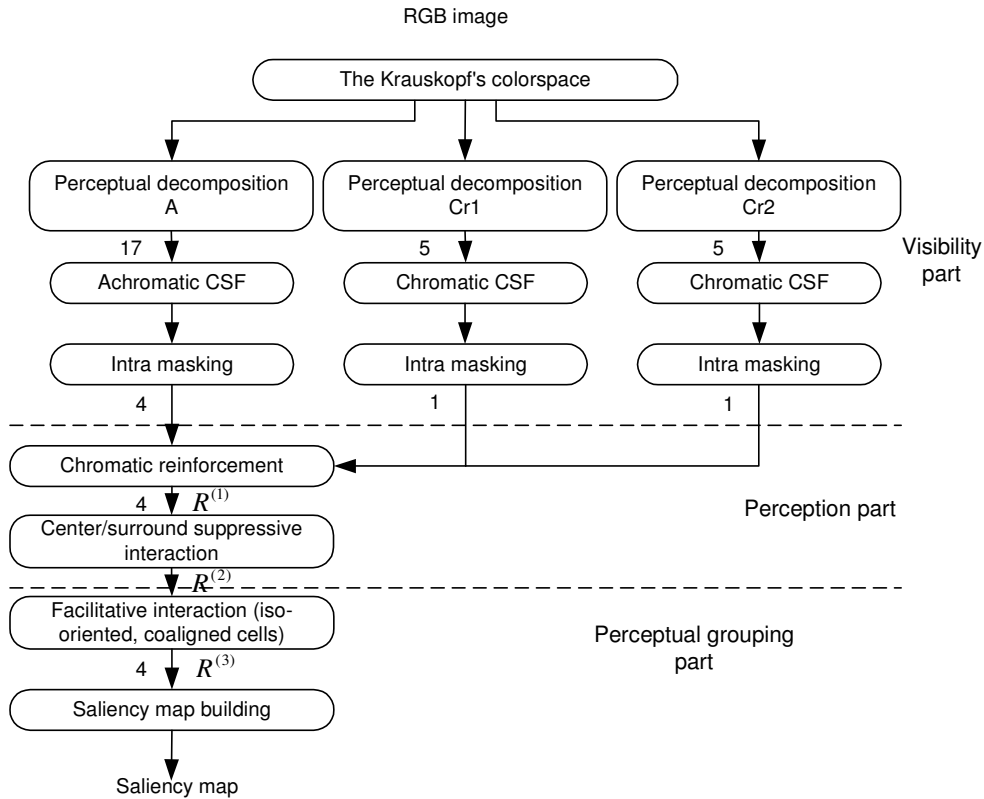 RGB image
The Krauskopf's colorspace
Perceptual decomposition
A
Perceptual decomposition
Cr1
Perceptual decomposition
Cr2
17
5
5
Visibility
part
Achromatic CSF
Chromatic CSF
Chromatic CSF
Intra masking
Intra masking
Intra masking
4
1
1
Chromatic reinforcement
4 R^(1)
Perception part
Center/surround suppressive
interaction
R^(2)
Facilitative interaction (iso-
oriented, coaligned cells)
Perceptual grouping
part
4 R^(3)
Saliency map building
Saliency map